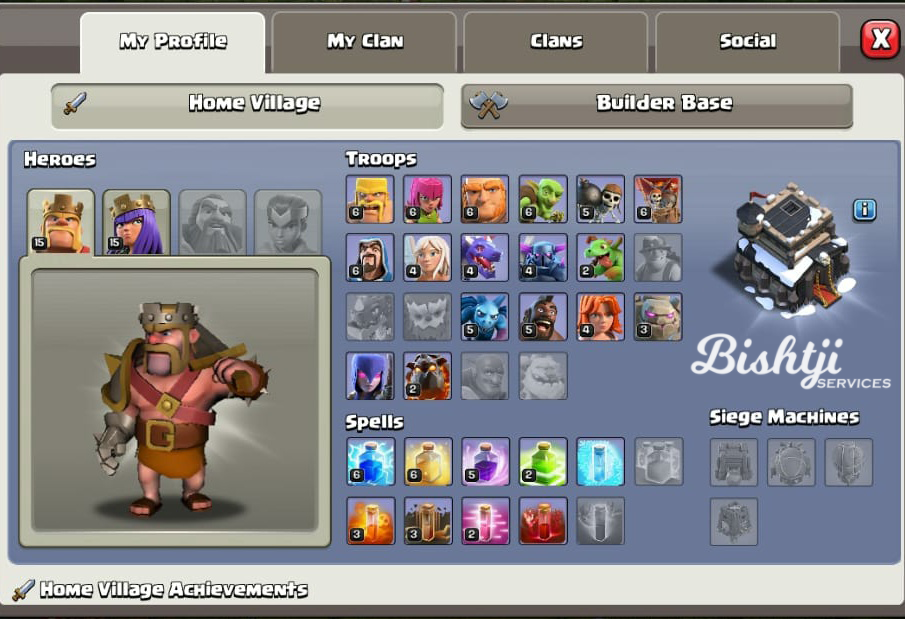 My Profile
My Clan
Clans
Social
X
Home Village
Builder Base
Heroes
15
15
Troops
6
6
6
6
5
6
6
4
4
4
2
5
5
4
3
2
i
Bishtji
SERVICES
Spells
6
6
5
2
3
3
2
Siege Machines
G
Home Village Achievements